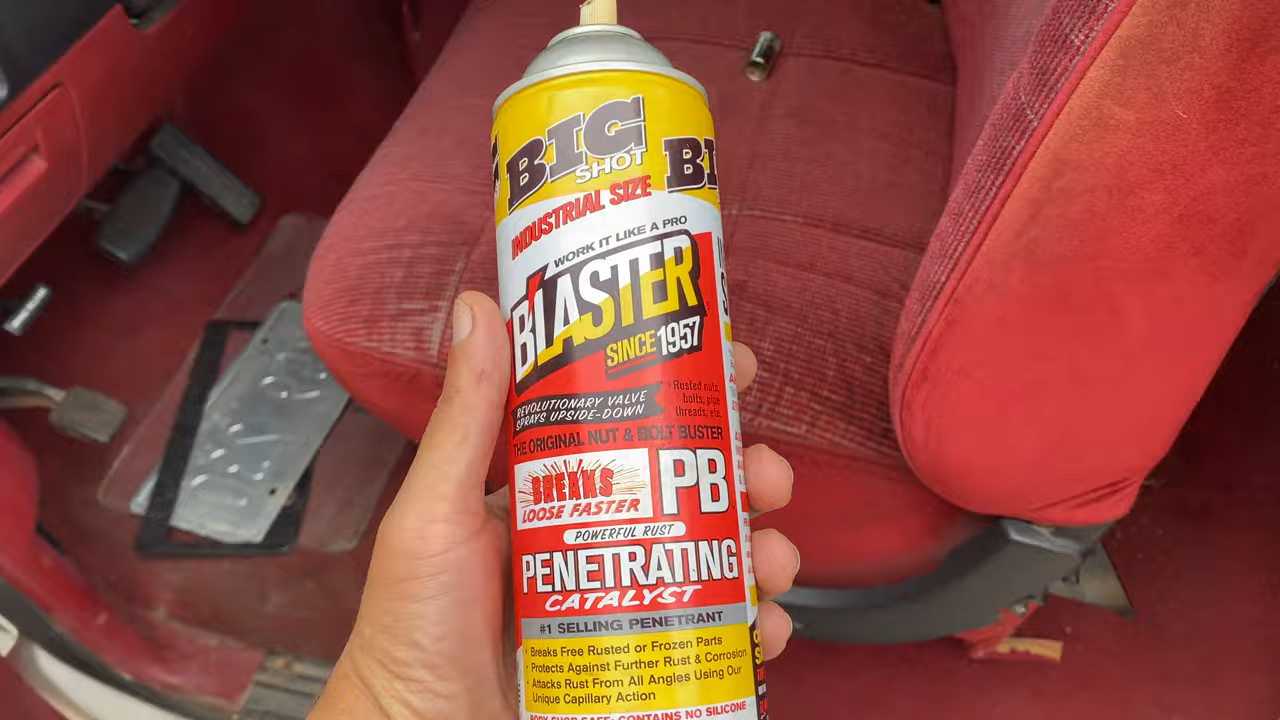 BIG
SHOT
INDUSTRIAL SIZE
WORK IT LIKE A PRO
B'LASTER
SINCE 1957
REVOLUTIONARY VALVE
SPRAYS UPSIDE-DOWN
Rusted nuts,
bolts, pipe
threads, etc.
THE ORIGINAL NUT & BOLT BUSTER
BREAKS
LOOSE FASTER
PB
POWERFUL RUST
PENETRATING
CATALYST
#1 SELLING PENETRANT
· Breaks Free Rusted or Frozen Parts
· Protects Against Further Rust & Corrosion
· Attacks Rust From All Angles Using Our
Unique Capillary Action
BODY SHOP SAFE: CONTAINS NO SILICONE